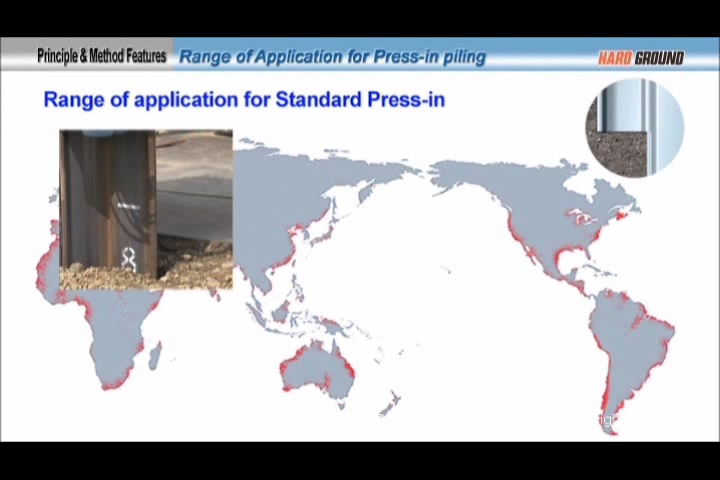 Principle & Method Features
Range of Application for Press-in piling
HARD GROUND
Range of application for Standard Press-in
8